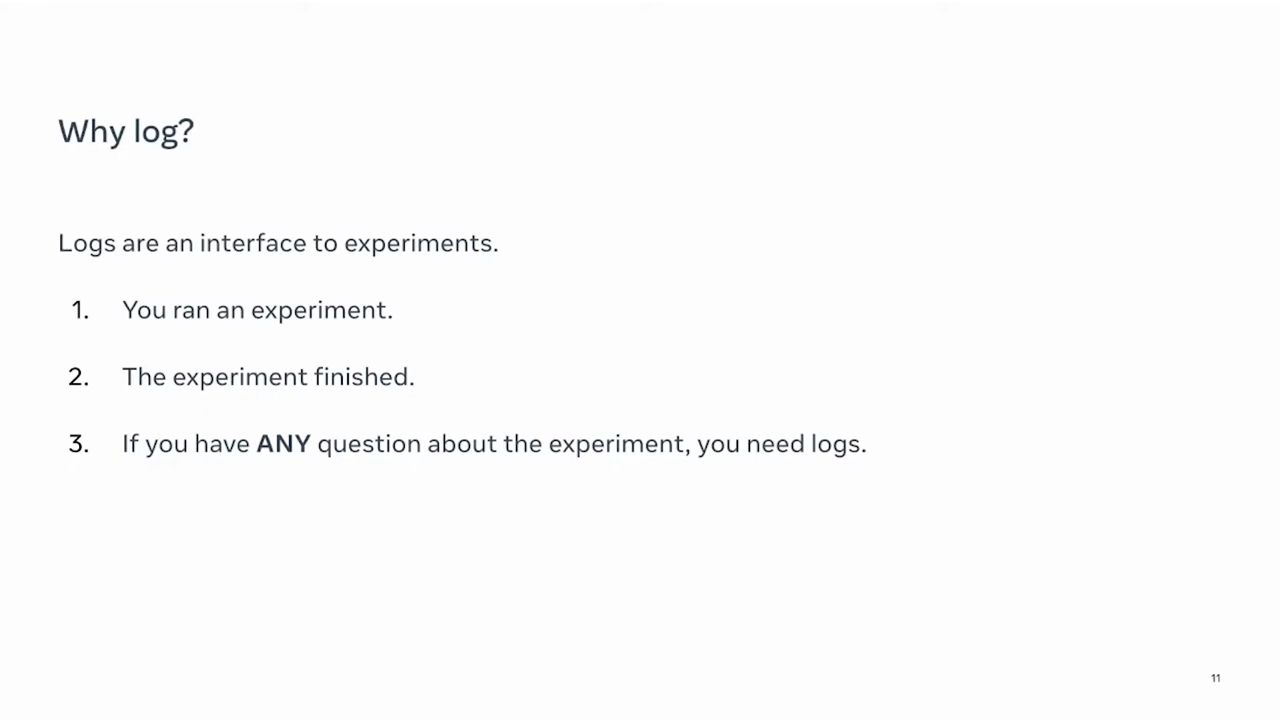 Why log?
Logs are an interface to experiments.
1. You ran an experiment.
2. The experiment finished.
3. If you have ANY question about the experiment, you need logs.
11